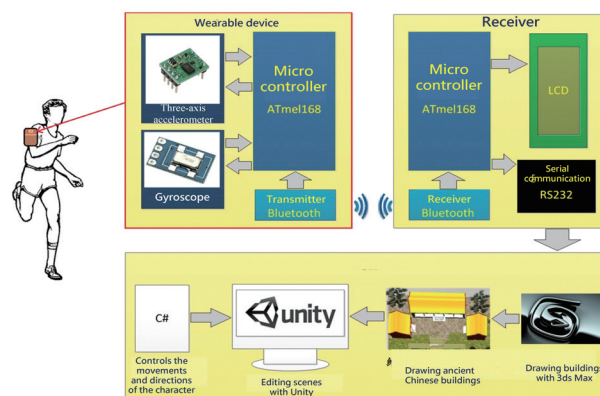 Wearable device
Three-axis
accelerometer
Micro
controller
ATmel168
Gyroscope
Transmitter
Bluetooth
Receiver
Micro
controller
ATmel168
LCD
Serial
communication
RS232
Receiver
Bluetooth
C#
Controls the
movements
and directions
of the character
unity
Editing scenes
with Unity
Drawing ancient
Chinese buildings
Drawing buildings
with 3ds Max